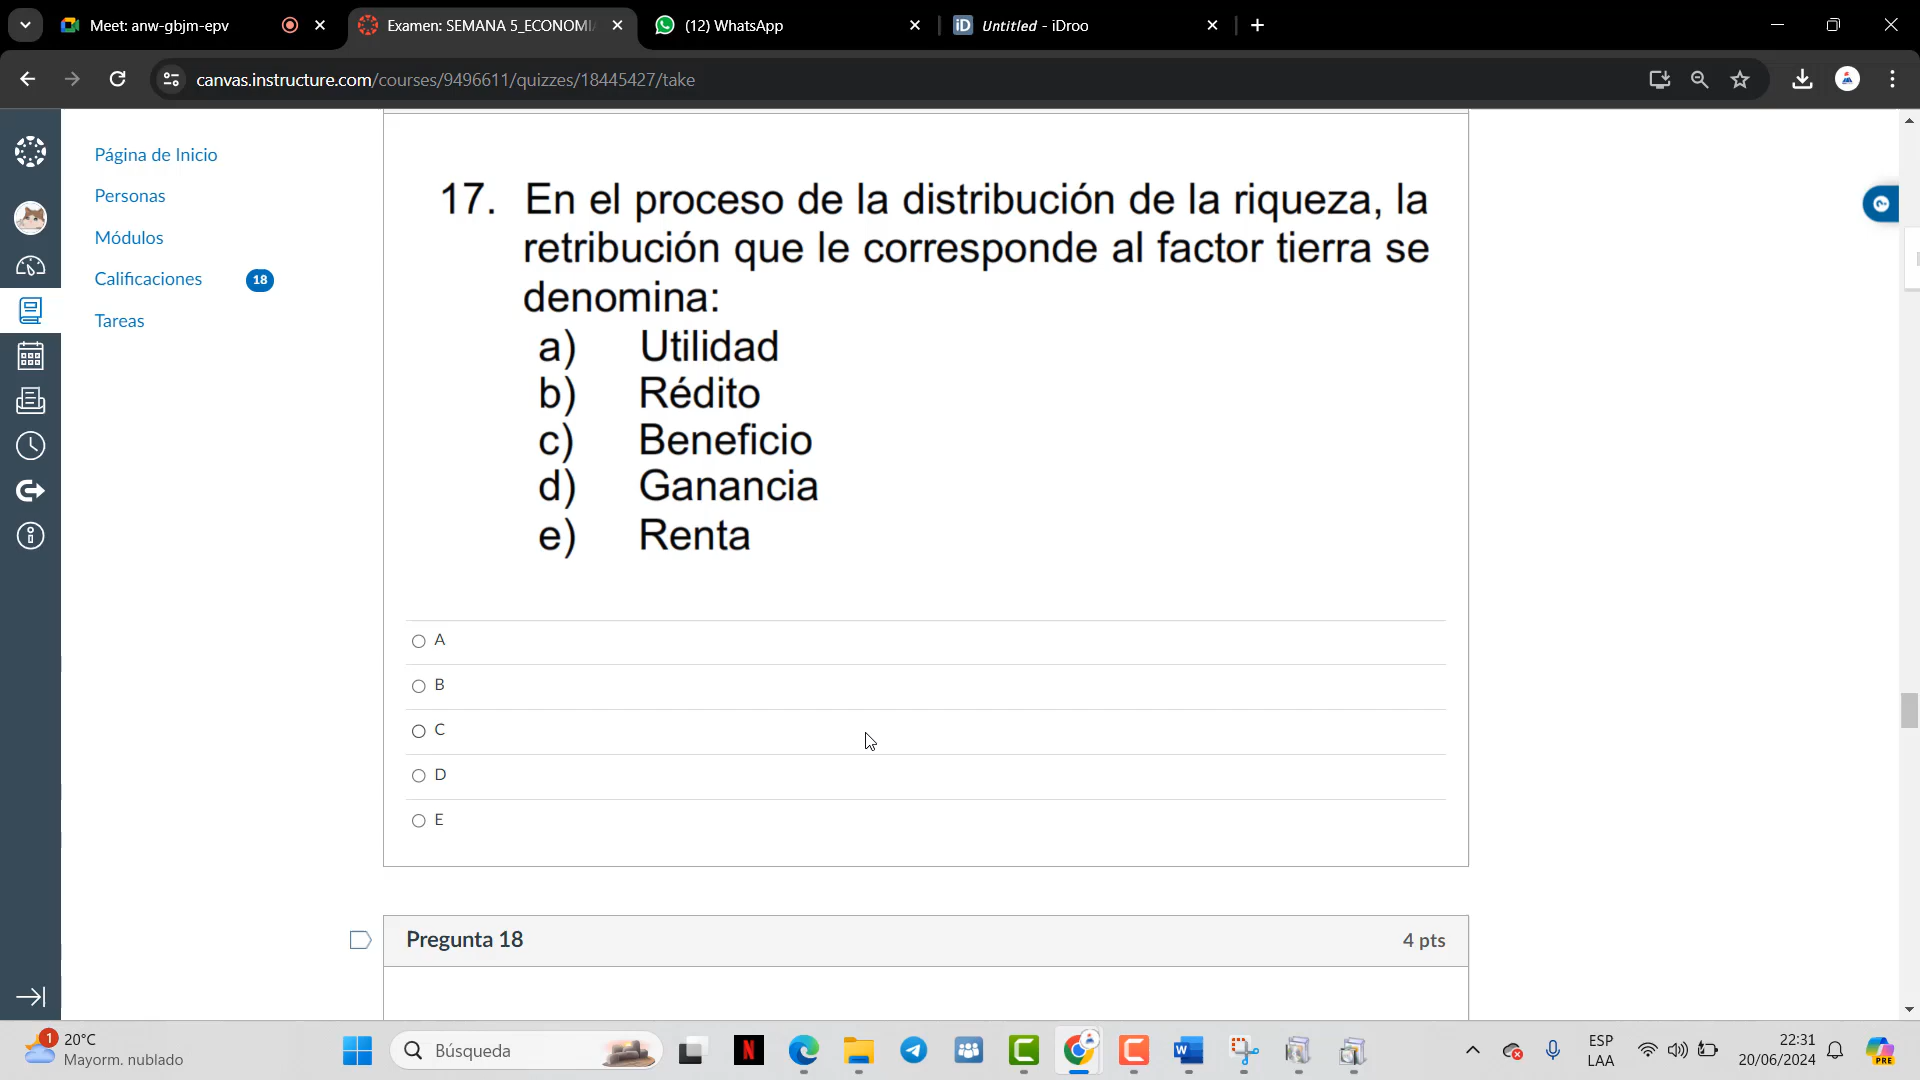 Meet: anw-gbjm-epv
Examen: SEMANA 5_ECONOMI
(12) WhatsApp
iD Untitled - iDroo
canvas.instructure.com/courses/9496611/quizzes/18445427/take
Página de Inicio
Personas
Módulos
Calificaciones 18
Tareas
17. En el proceso de la distribución de la riqueza, la
retribución que le corresponde al factor tierra se
denomina:
a) Utilidad
b) Rédito
c) Beneficio
d) Ganancia
e) Renta
A
B
C
D
E
Pregunta 18 4 pts
1 20°C
Mayorm. nublado
Búsqueda
ESP
LAA
22:31
20/06/2024
PRE